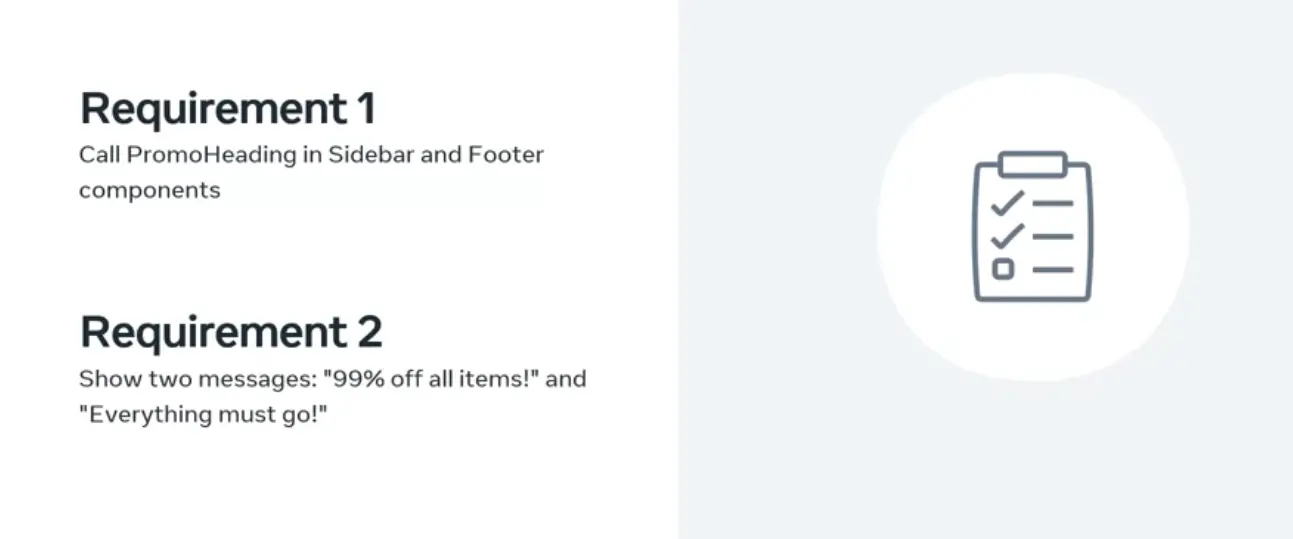 Requirement 1
Call PromoHeading in Sidebar and Footer
components
Requirement 2
Show two messages: "99% off all items!" and
"Everything must go!"